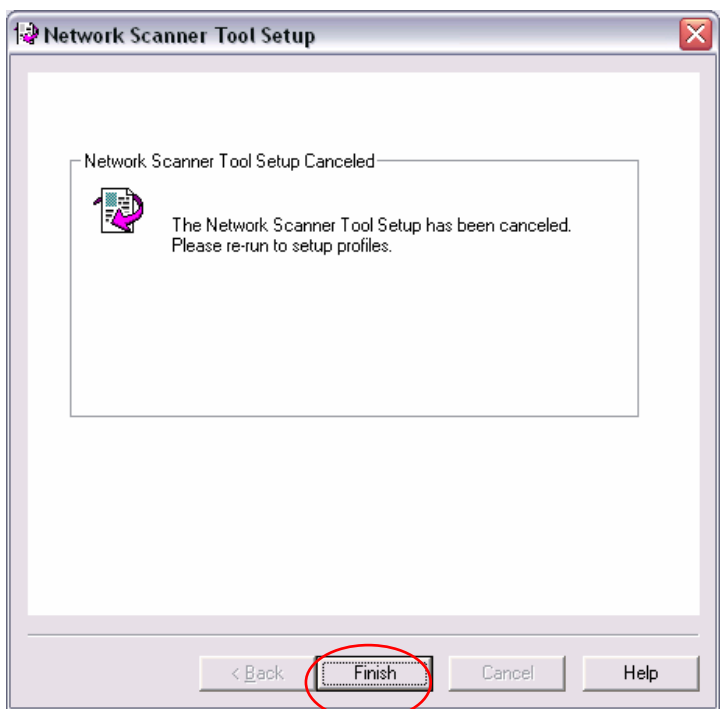 Network Scanner Tool Setup
Network Scanner Tool Setup Canceled
The Network Scanner Tool Setup has been canceled.
Please re-run to setup profiles.
< Back Finish Cancel Help